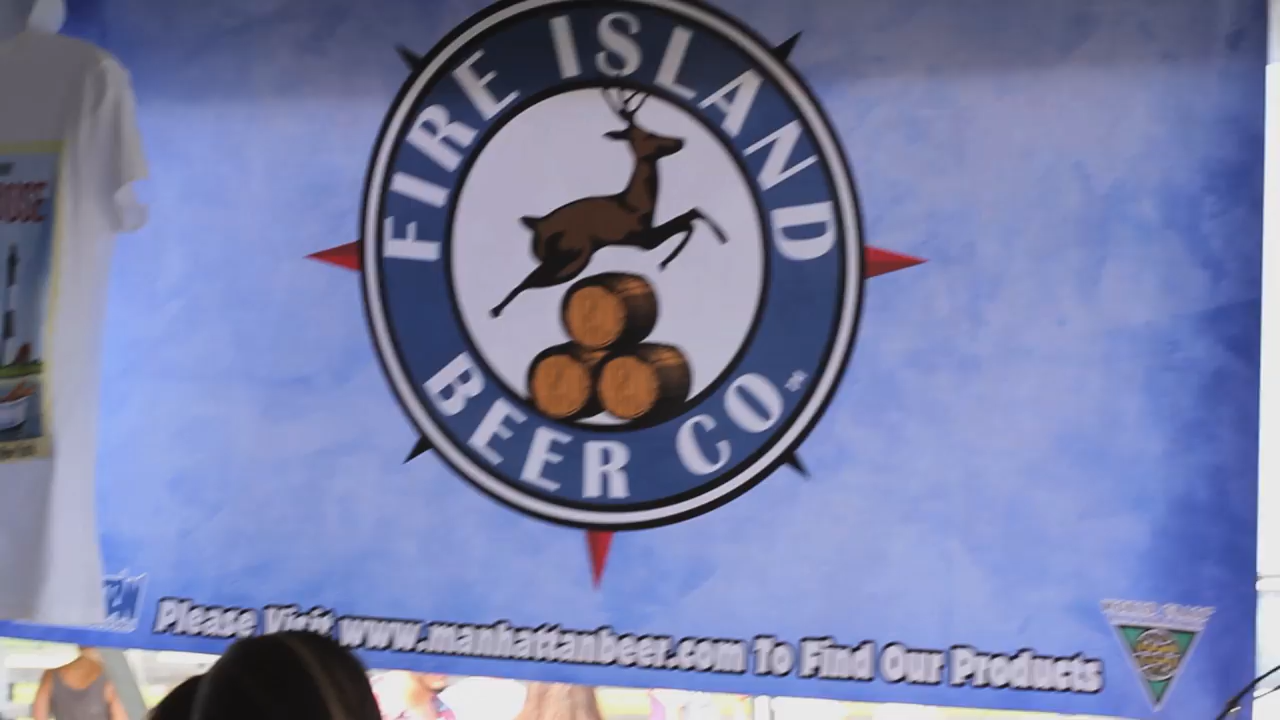 FIRE ISLAND
BEER CO.
Please Visit www.manhattanbeer.com To Find Our Products